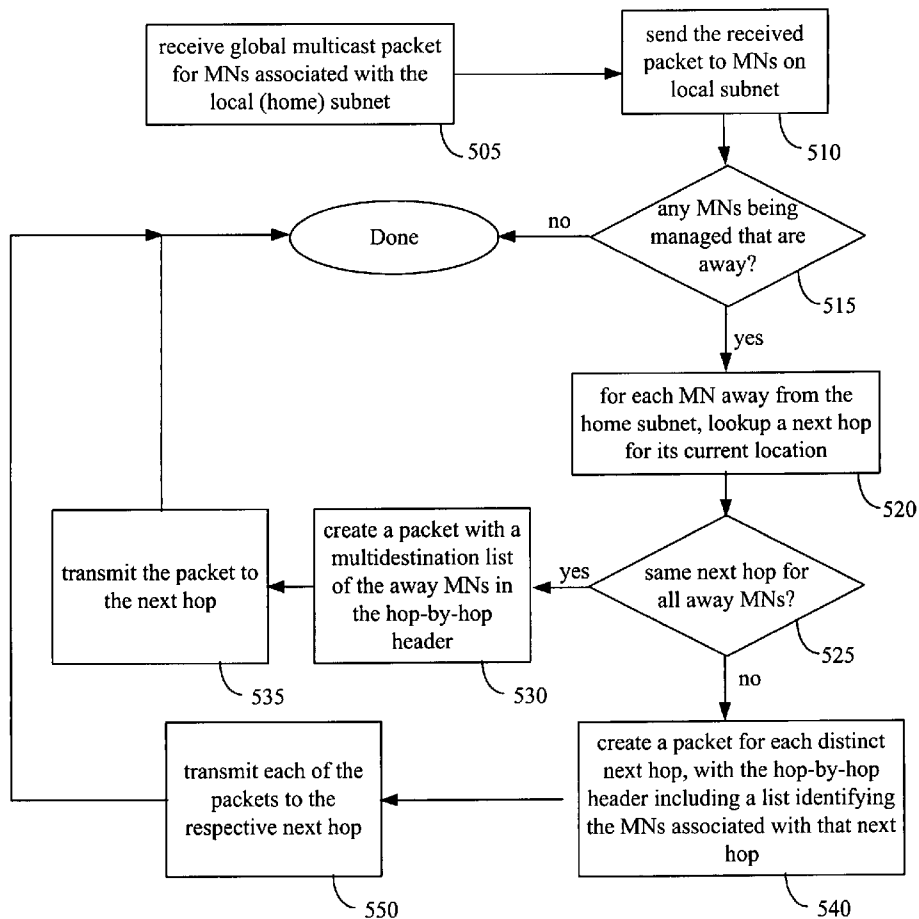 receive global multicast packet
for MNs associated with the
local (home) subnet
505
send the received
packet to MNs on
local subnet
510
any MNs being
managed that are
away?
515
no
Done
yes
for each MN away from the
home subnet, lookup a next hop
for its current location
520
same next hop for
all away MNs?
525
yes
create a packet with a
multidestination list
of the away MNs in
the hop-by-hop
header
530
transmit the packet to
the next hop
535
no
create a packet for each distinct
next hop, with the hop-by-hop
header including a list identifying
the MNs associated with that next
hop
540
transmit each of the
packets to the
respective next hop
550